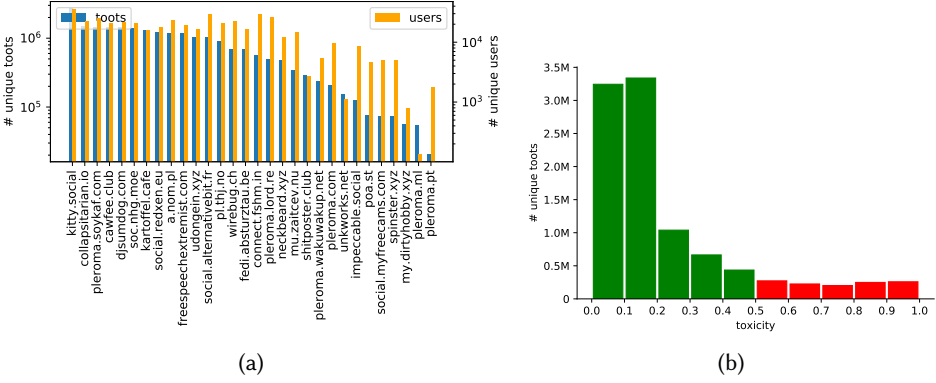 toots
users
# unique toots
10^6
10^5
# unique users
10^4
10^3
kitty.social
collapsitarian.io
pleroma.soykaf.com
cawfee.club
djsumdog.com
soc.nhg.moe
kartoffel.cafe
social.redxen.eu
a.nom.pl
freespeechextremist.com
udongein.xyz
social.alternativebit.fr
pl.thj.no
wirebug.ch
fedi.absturztau.be
connect.fshm.in
pleroma.lord.re
neckbeard.xyz
mu.zaitcev.nu
shitposter.club
pleroma.wakuwakup.net
pleroma.com
unkworks.net
impeccable.social
poa.st
social.myfreecams.com
spinster.xyz
my.dirtyhobby.xyz
pleroma.ml
pleroma.pt
(a)
# unique toots
3.5M
3.0M
2.5M
2.0M
1.5M
1.0M
0.5M
0
0.0 0.1 0.2 0.3 0.4 0.5 0.6 0.7 0.8 0.9 1.0
toxicity
(b)